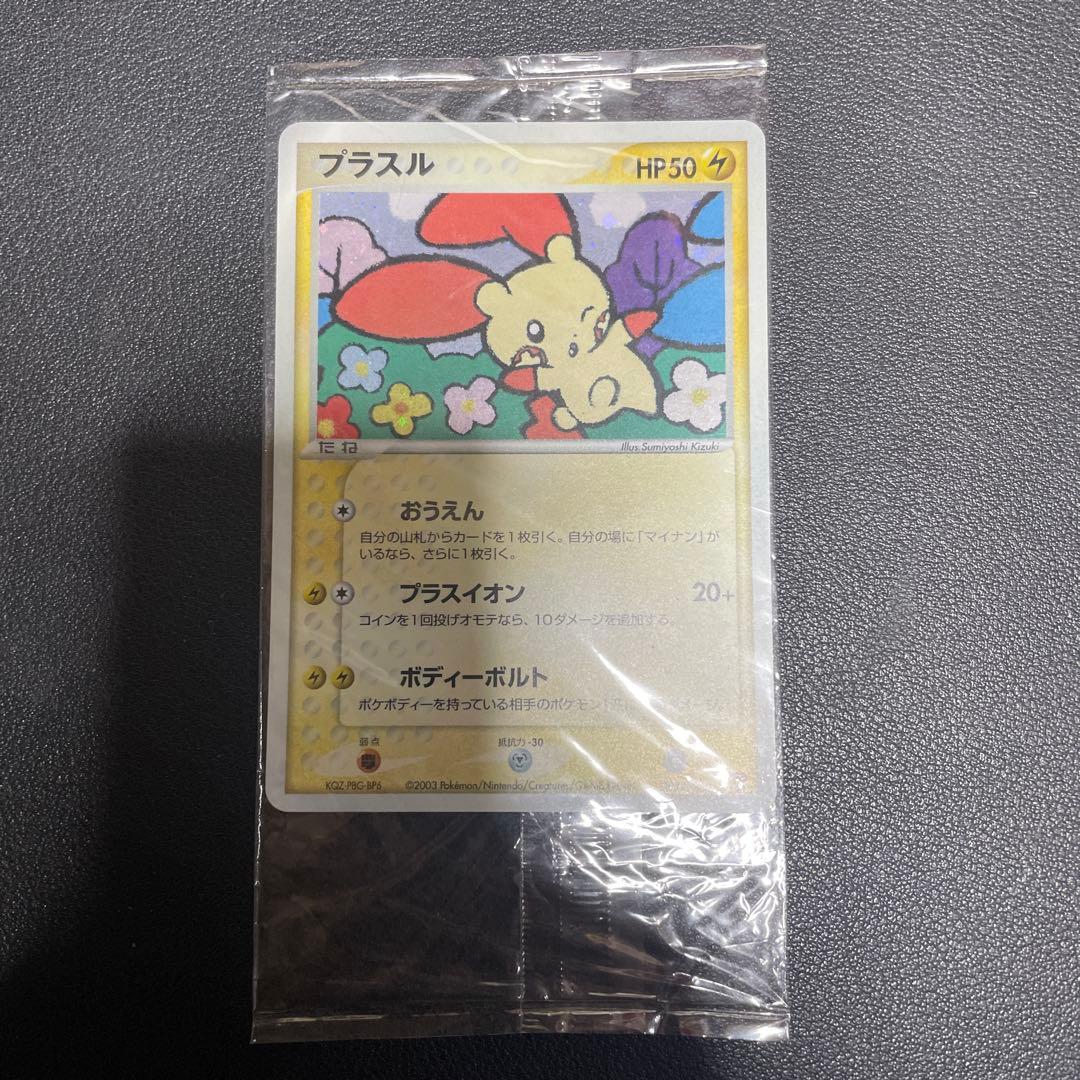 プラスル
HP50
たね
Illus. Sumiyoshi Kizuki
おうえん
自分の山札からカードを1枚引く。自分の場に「マイナン」が
いるなら、さらに1枚引く。
プラスイオン 20+
コインを1回投げオモテなら、10ダメージを追加する。
ボディーボルト
ポケボディーを持っている相手のポケモン1匹に
弱点
抵抗力 -30
KQZ-PBG-BP6
©2003 Pokémon/Nintendo/Creatures/